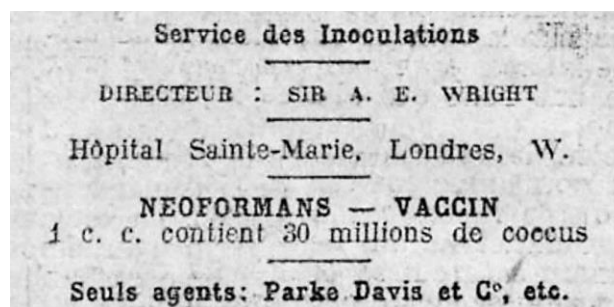 Service des Inoculations
DIRECTEUR : SIR A. E. WRIGHT
Hôpital Sainte-Marie, Londres, W.
NEOFORMANS — VACCIN
1 c. c. contient 30 millions de coccus
Seuls agents: Parke Davis et Cº, etc.